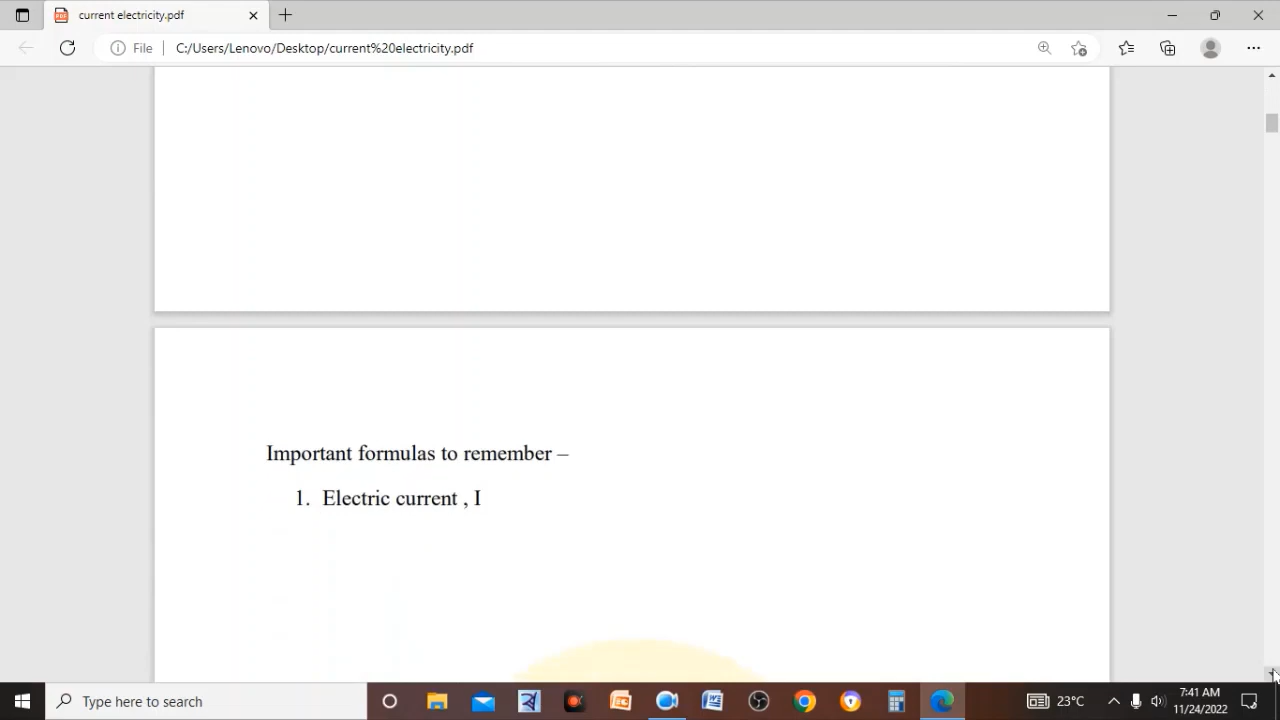 current electricity.pdf
File
C:/Users/Lenovo/Desktop/current%20electricity.pdf
Important formulas to remember –
1. Electric current , I
Type here to search
23°C
7:41 AM
11/24/2022